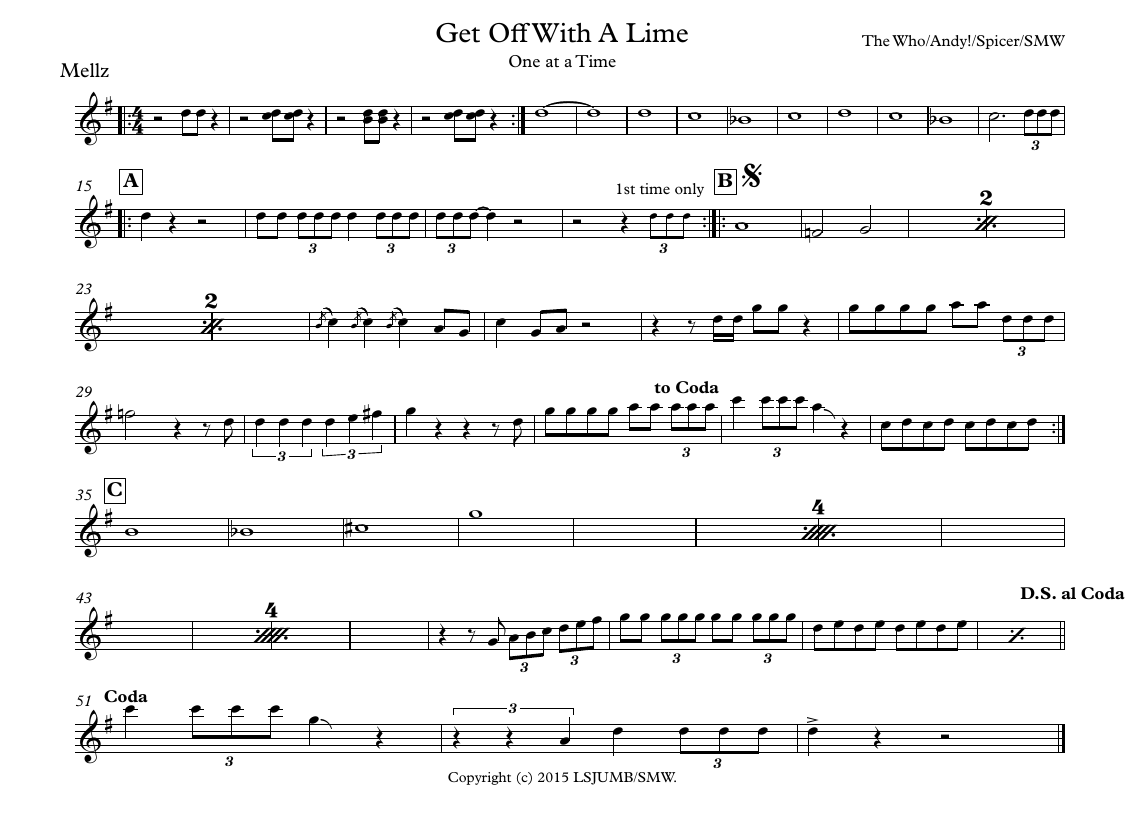 Get Off With A Lime
The Who/Andy!/Spicer/SMW
One at a Time
Mellz
4
4
3
15 A 1st time only B 2
3 3 3 3
23 2
3
29 to Coda
3 3 3 3
35 C 4
43 4 D.S. al Coda
3 3 3 3
51 Coda 3
3 3
Copyright (c) 2015 LSJUMB/SMW.